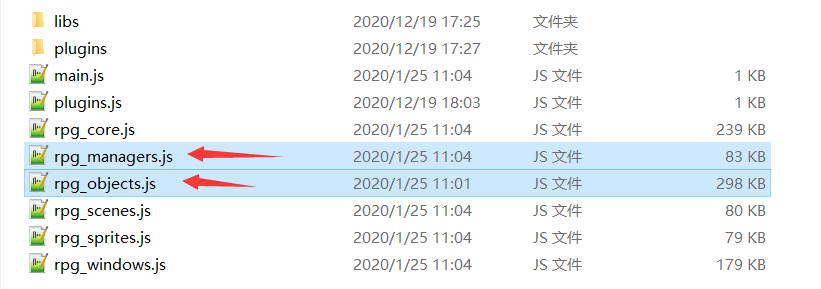 libs 2020/12/19 17:25 文件夹
plugins 2020/12/19 17:27 文件夹
main.js 2020/1/25 11:04 JS 文件 1 KB
plugins.js 2020/12/19 18:03 JS 文件 1 KB
rpg_core.js 2020/1/25 11:04 JS 文件 239 KB
rpg_managers.js 2020/1/25 11:04 JS 文件 83 KB
rpg_objects.js 2020/1/25 11:01 JS 文件 298 KB
rpg_scenes.js 2020/1/25 11:04 JS 文件 80 KB
rpg_sprites.js 2020/1/25 11:04 JS 文件 79 KB
rpg_windows.js 2020/1/25 11:04 JS 文件 179 KB